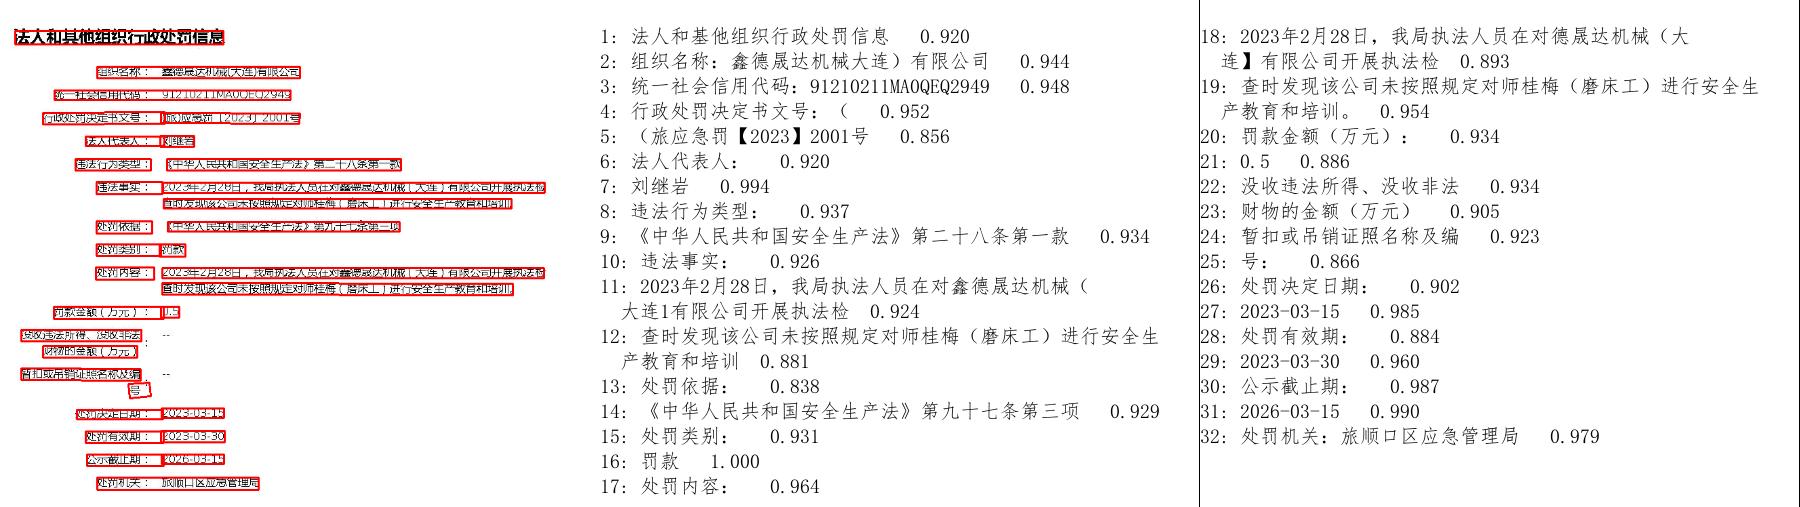 法人和其他组织行政处罚信息
组织名称： 鑫德晟达机械(大连)有限公司
统一社会信用代码： 91210211MA0QEQ2949
行政处罚决定书文号： (旅)应急罚【2023】2001号
法人代表人： 刘继岩
违法行为类型： 《中华人民共和国安全生产法》第二十八条第一款
违法事实： 2023年2月28日，我局执法人员在对鑫德晟达机械（大连）有限公司开展执法检
查时发现该公司未按照规定对师桂梅（磨床工）进行安全生产教育和培训
处罚依据： 《中华人民共和国安全生产法》第九十七条第三项
处罚类别： 罚款
处罚内容： 2023年2月28日，我局执法人员在对鑫德晟达机械（大连）有限公司开展执法检
查时发现该公司未按照规定对师桂梅（磨床工）进行安全生产教育和培训。
罚款金额（万元）： 0.5
没收违法所得、没收非法 --
财物的金额（万元） ：
暂扣或吊销证照名称及编 --
号：
处罚决定日期： 2023-03-15
处罚有效期： 2023-03-30
公示截止期： 2026-03-15
处罚机关： 旅顺口区应急管理局
1: 法人和基他组织行政处罚信息 0.920
2: 组织名称：鑫德晟达机械大连）有限公司 0.944
3: 统一社会信用代码：91210211MA0QEQ2949 0.948
4: 行政处罚决定书文号：（ 0.952
5: （旅应急罚【2023】2001号 0.856
6: 法人代表人： 0.920
7: 刘继岩 0.994
8: 违法行为类型： 0.937
9: 《中华人民共和国安全生产法》第二十八条第一款 0.934
10: 违法事实： 0.926
11: 2023年2月28日，我局执法人员在对鑫德晟达机械（
大连1有限公司开展执法检 0.924
12: 查时发现该公司未按照规定对师桂梅（磨床工）进行安全生
产教育和培训 0.881
13: 处罚依据： 0.838
14: 《中华人民共和国安全生产法》第九十七条第三项 0.929
15: 处罚类别： 0.931
16: 罚款 1.000
17: 处罚内容： 0.964
18: 2023年2月28日，我局执法人员在对德晟达机械（大
连】有限公司开展执法检 0.893
19: 查时发现该公司未按照规定对师桂梅（磨床工）进行安全生
产教育和培训。 0.954
20: 罚款金额（万元）： 0.934
21: 0.5 0.886
22: 没收违法所得、没收非法 0.934
23: 财物的金额（万元） 0.905
24: 暂扣或吊销证照名称及编 0.923
25: 号： 0.866
26: 处罚决定日期： 0.902
27: 2023-03-15 0.985
28: 处罚有效期： 0.884
29: 2023-03-30 0.960
30: 公示截止期： 0.987
31: 2026-03-15 0.990
32: 处罚机关：旅顺口区应急管理局 0.979